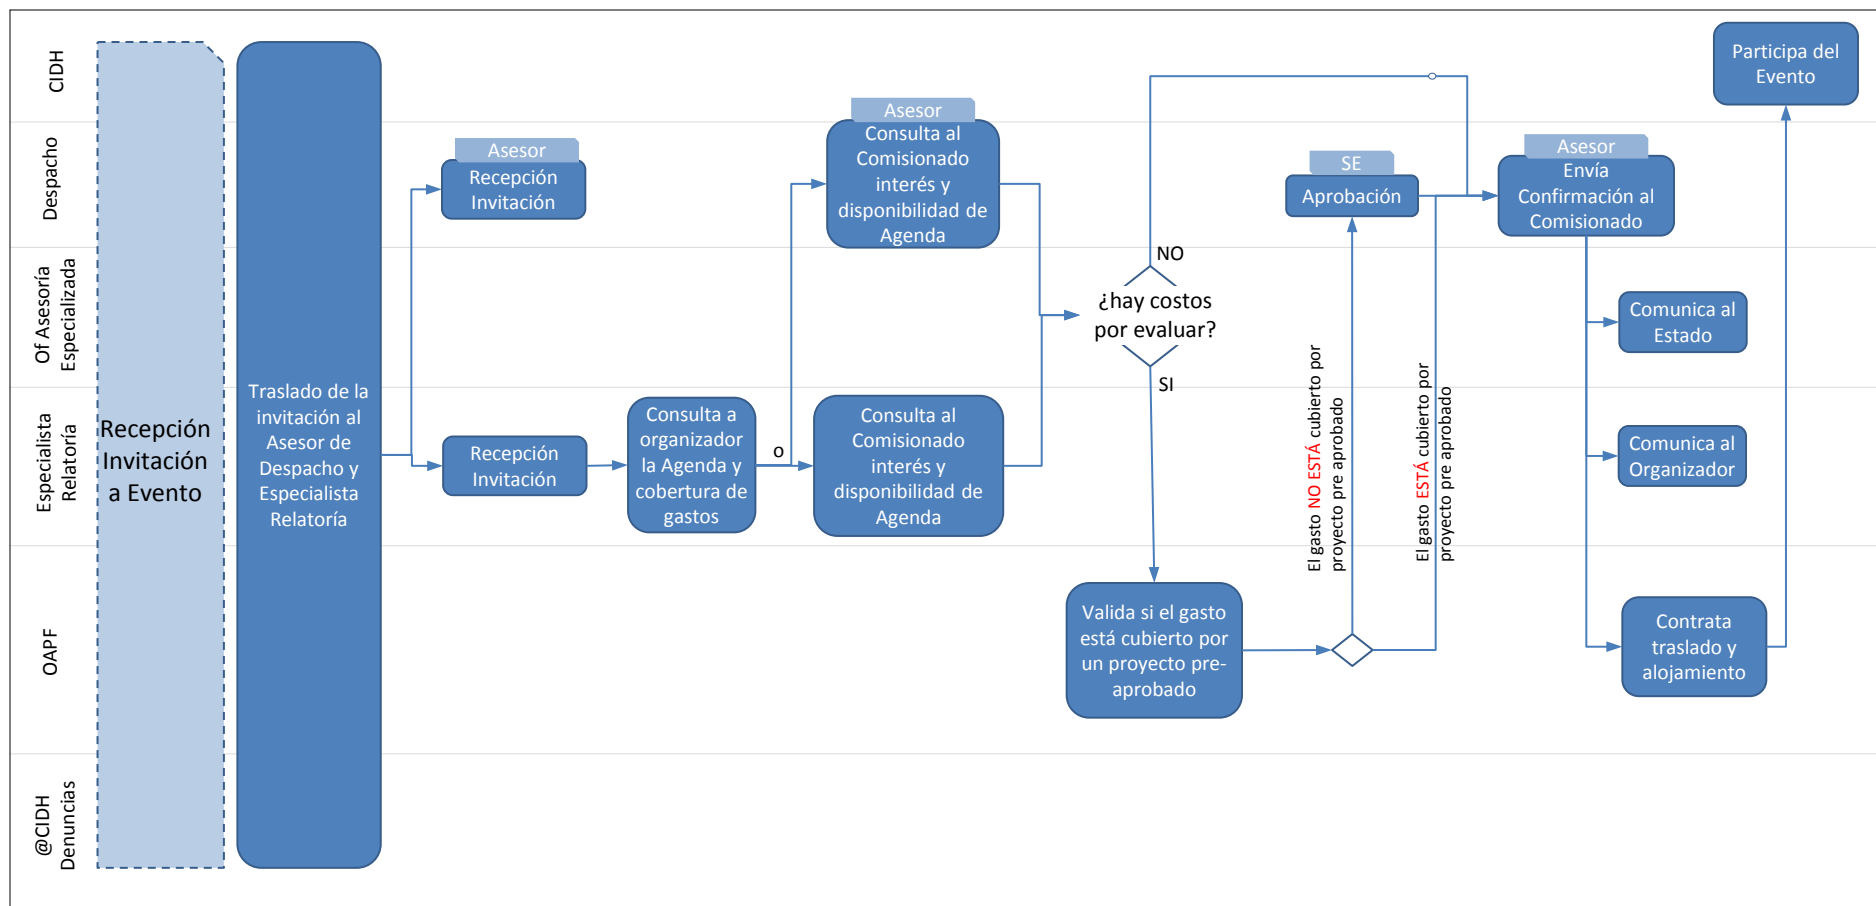 CIDH
Despacho
Of Asesoría
Especializada
Especialista
Relatoría
OAPF
@CIDH
Denuncias
Recepción
Invitación
a Evento
Traslado de la
invitación al
Asesor de
Despacho y
Especialista
Relatoría
Asesor
Recepción
Invitación
Recepción
Invitación
Consulta a
organizador
la Agenda y
cobertura de
gastos
o
Asesor
Consulta al
Comisionado
interés y
disponibilidad de
Agenda
Consulta al
Comisionado
interés y
disponibilidad de
Agenda
NO
¿hay costos
por evaluar?
SI
Valida si el gasto
está cubierto por
un proyecto pre-
aprobado
El gasto NO ESTÁ cubierto por
proyecto pre aprobado
El gasto ESTÁ cubierto por
proyecto pre aprobado
SE
Aprobación
Asesor
Envía
Confirmación al
Comisionado
Comunica al
Estado
Comunica al
Organizador
Contrata
traslado y
alojamiento
Participa del
Evento